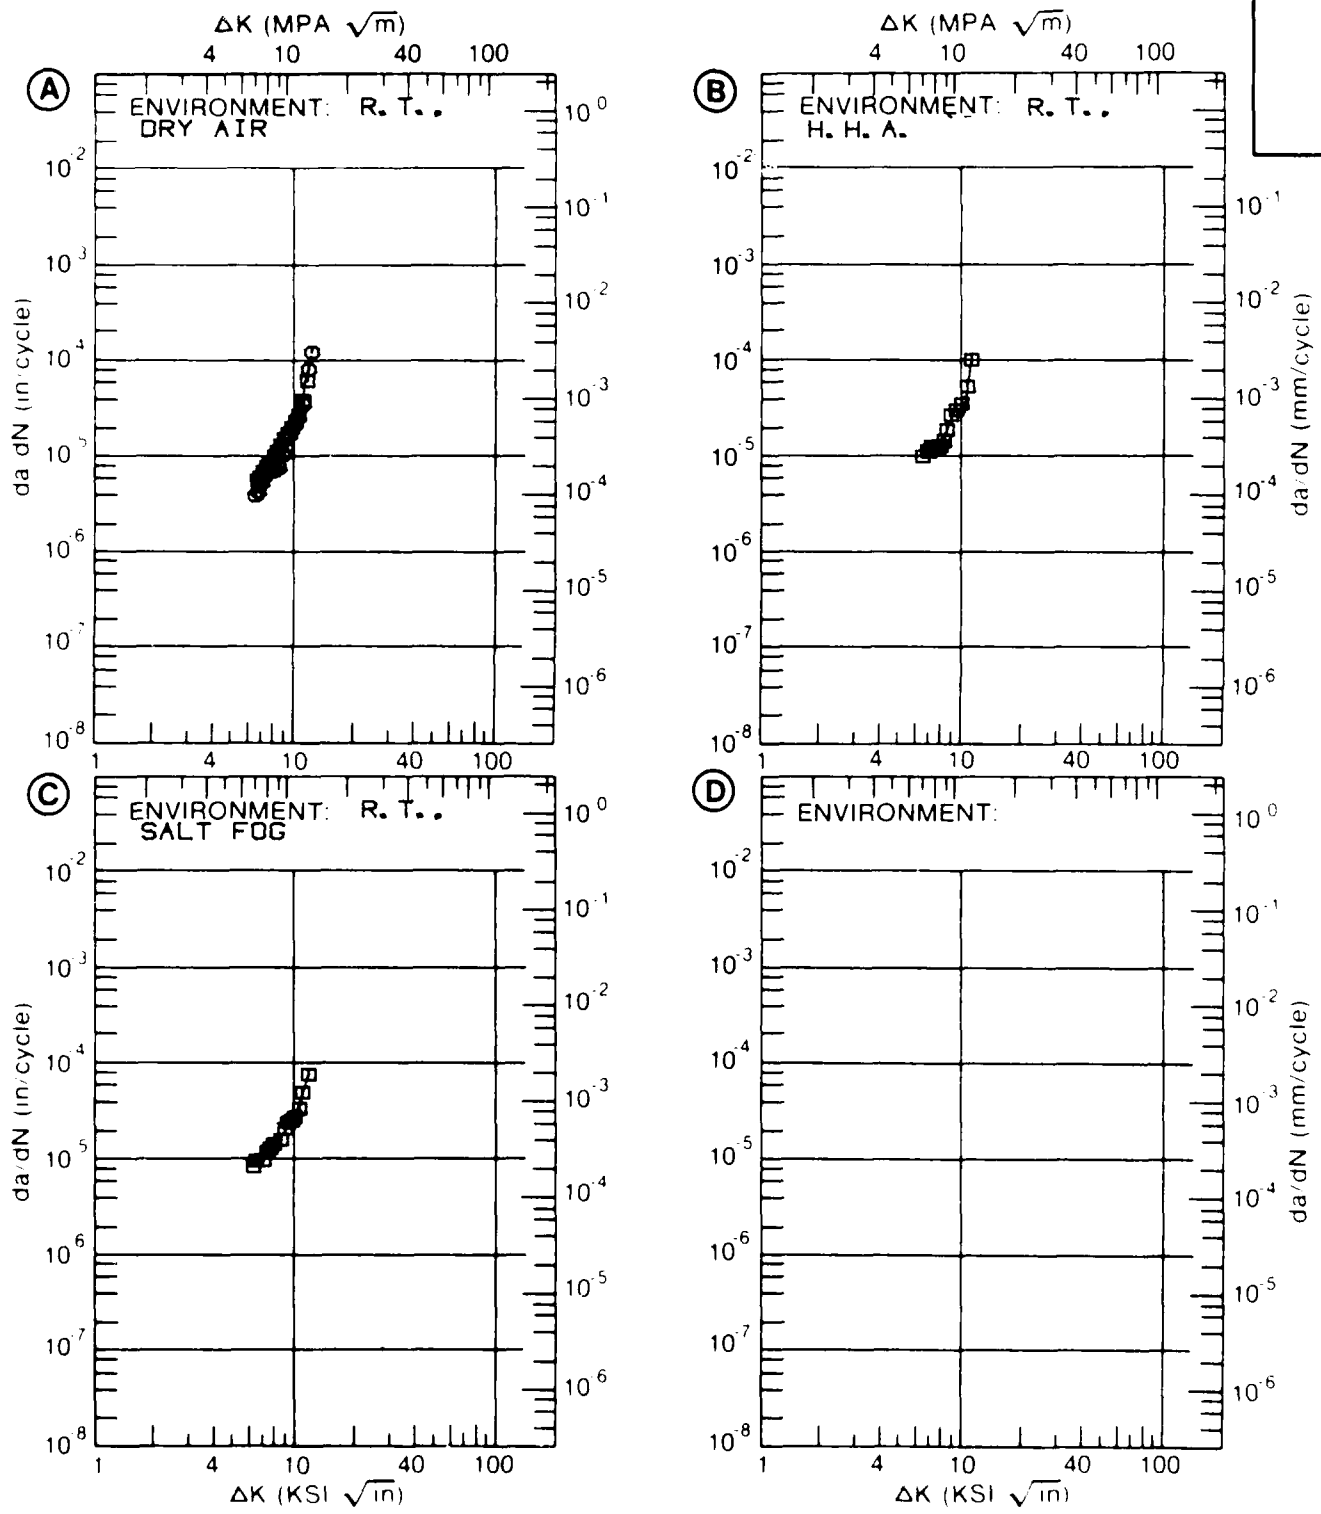 ΔK (MPA √m)
4 10 40 100
A
ENVIRONMENT: R.T.,
DRY AIR
10^0
10^-2
10^-1
10^-3
10^-2
10^-4
10^-3
10^-5
10^-4
10^-6
10^-5
10^-7
10^-6
10^-8
1 4 10 40 100
da dN (in/cycle)
ΔK (MPA √m)
4 10 40 100
B
ENVIRONMENT: R.T.,
H.H.A.
10^-2
10^-1
10^-3
10^-2
10^-4
10^-3
10^-5
10^-4
10^-6
10^-5
10^-7
10^-6
10^-8
1 4 10 40 100
da/dN (mm/cycle)
C
ENVIRONMENT: R.T.,
SALT FOG
10^0
10^-2
10^-1
10^-3
10^-2
10^-4
10^-3
10^-5
10^-4
10^-6
10^-5
10^-7
10^-6
10^-8
1 4 10 40 100
ΔK (KSI √in)
da/dN (in/cycle)
D
ENVIRONMENT:
10^0
10^-2
10^-1
10^-3
10^-2
10^-4
10^-3
10^-5
10^-4
10^-6
10^-5
10^-7
10^-6
10^-8
1 4 10 40 100
ΔK (KSI √in)
da/dN (mm/cycle)